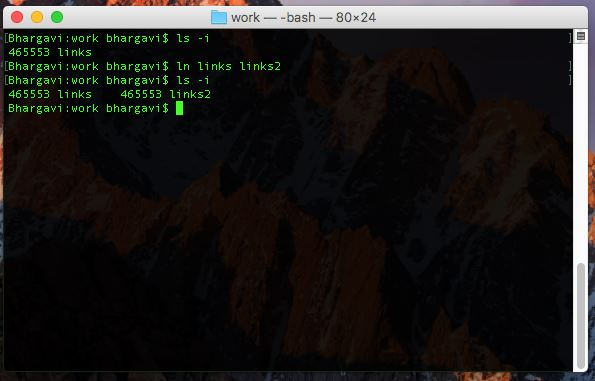 work — -bash — 80×24
[Bhargavi:work bhargavi$ ls -i ]
465553 links
[Bhargavi:work bhargavi$ ln links links2 ]
[Bhargavi:work bhargavi$ ls -i ]
465553 links    465553 links2
Bhargavi:work bhargavi$